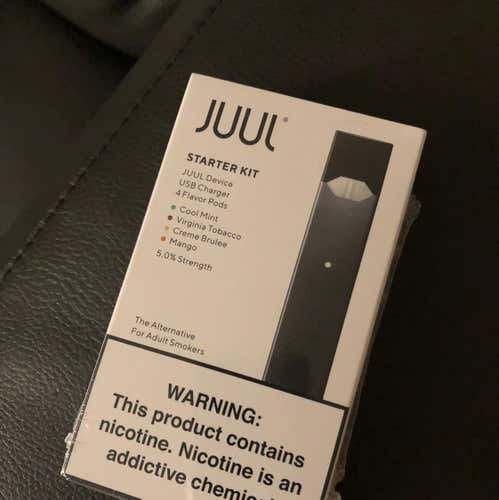 JUUL
STARTER KIT
JUUL Device
USB Charger
4 Flavor Pods
Cool Mint
Virginia Tobacco
Creme Brulee
Mango
5.0% Strength
The Alternative
For Adult Smokers
WARNING:
This product contains
nicotine. Nicotine is an
addictive chemical